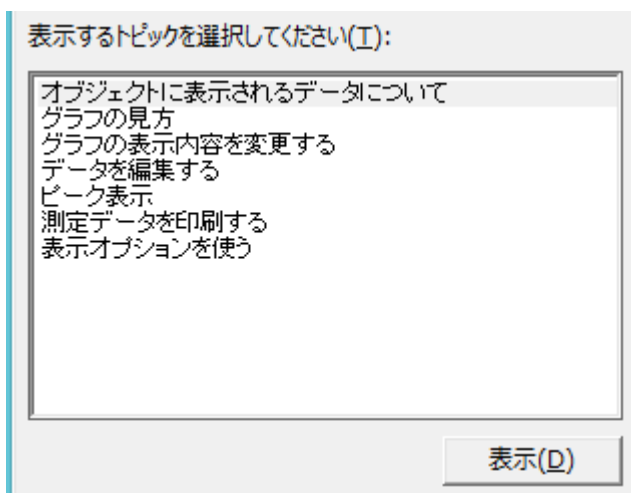 表示するトピックを選択してください(T):
オブジェクトに表示されるデータについて
グラフの見方
グラフの表示内容を変更する
データを編集する
ピーク表示
測定データを印刷する
表示オプションを使う
表示(D)